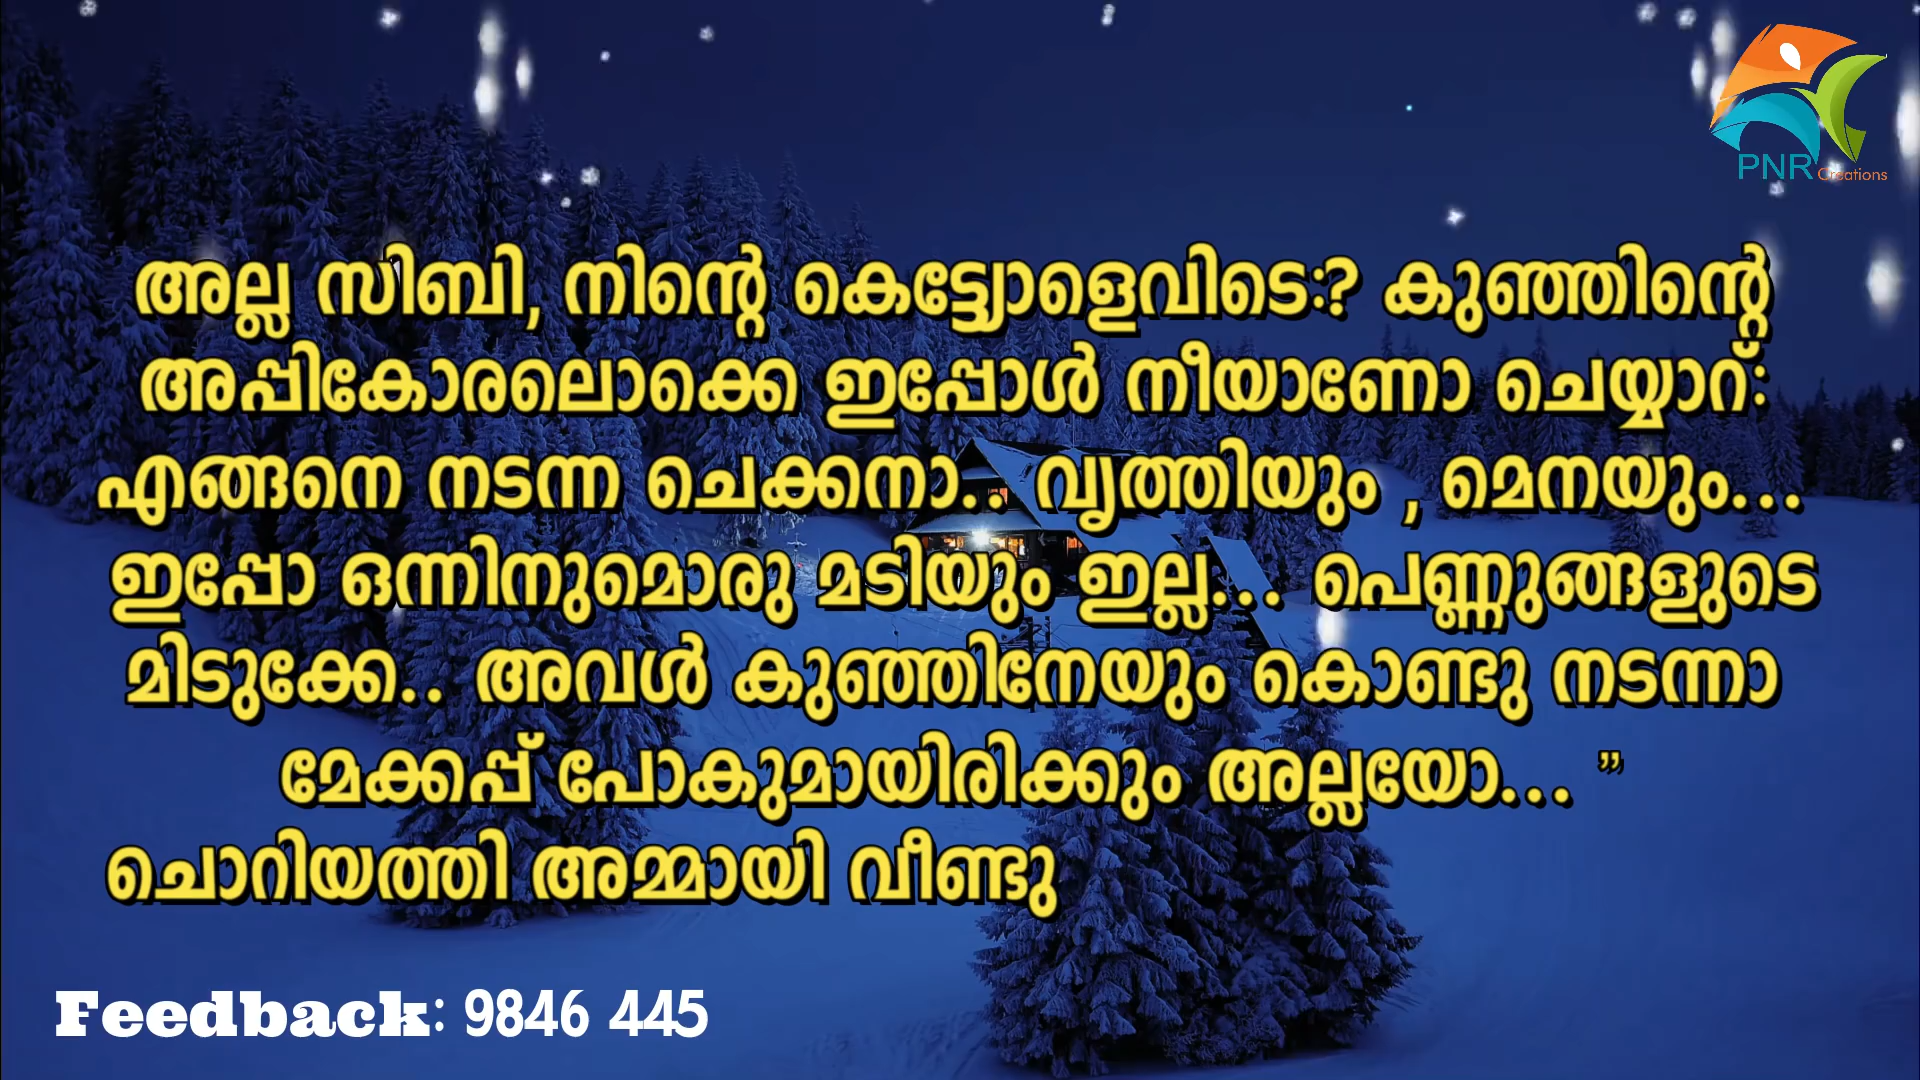 PNR Creations
അല്ല സിബി, നിന്റെ കെട്ട്യോളെവിടെ:? കുഞ്ഞിന്റെ
അപ്പികോരലൊക്കെ ഇപ്പോൾ നീയാണോ ചെയ്യാറ്:
എങ്ങനെ നടന്ന ചെക്കനാ.. വൃത്തിയും , മെനയും...
ഇപ്പോ ഒന്നിനുമൊരു മടിയും ഇല്ല... പെണ്ണുങ്ങളുടെ
മിടുക്കേ.. അവൾ കുഞ്ഞിനേയും കൊണ്ടു നടന്നാ
മേക്കപ്പ് പോകുമായിരിക്കും അല്ലയോ... ”
ചൊറിയത്തി അമ്മായി വീണ്ടു
Feedback: 9846 445